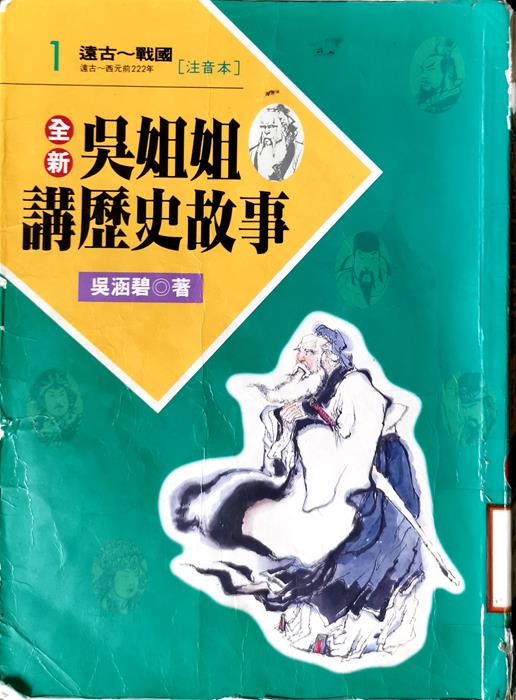 1 遠古～戰國 [注音本]
遠古～西元前222年
全新
吳姐姐
講歷史故事
吳涵碧◎著